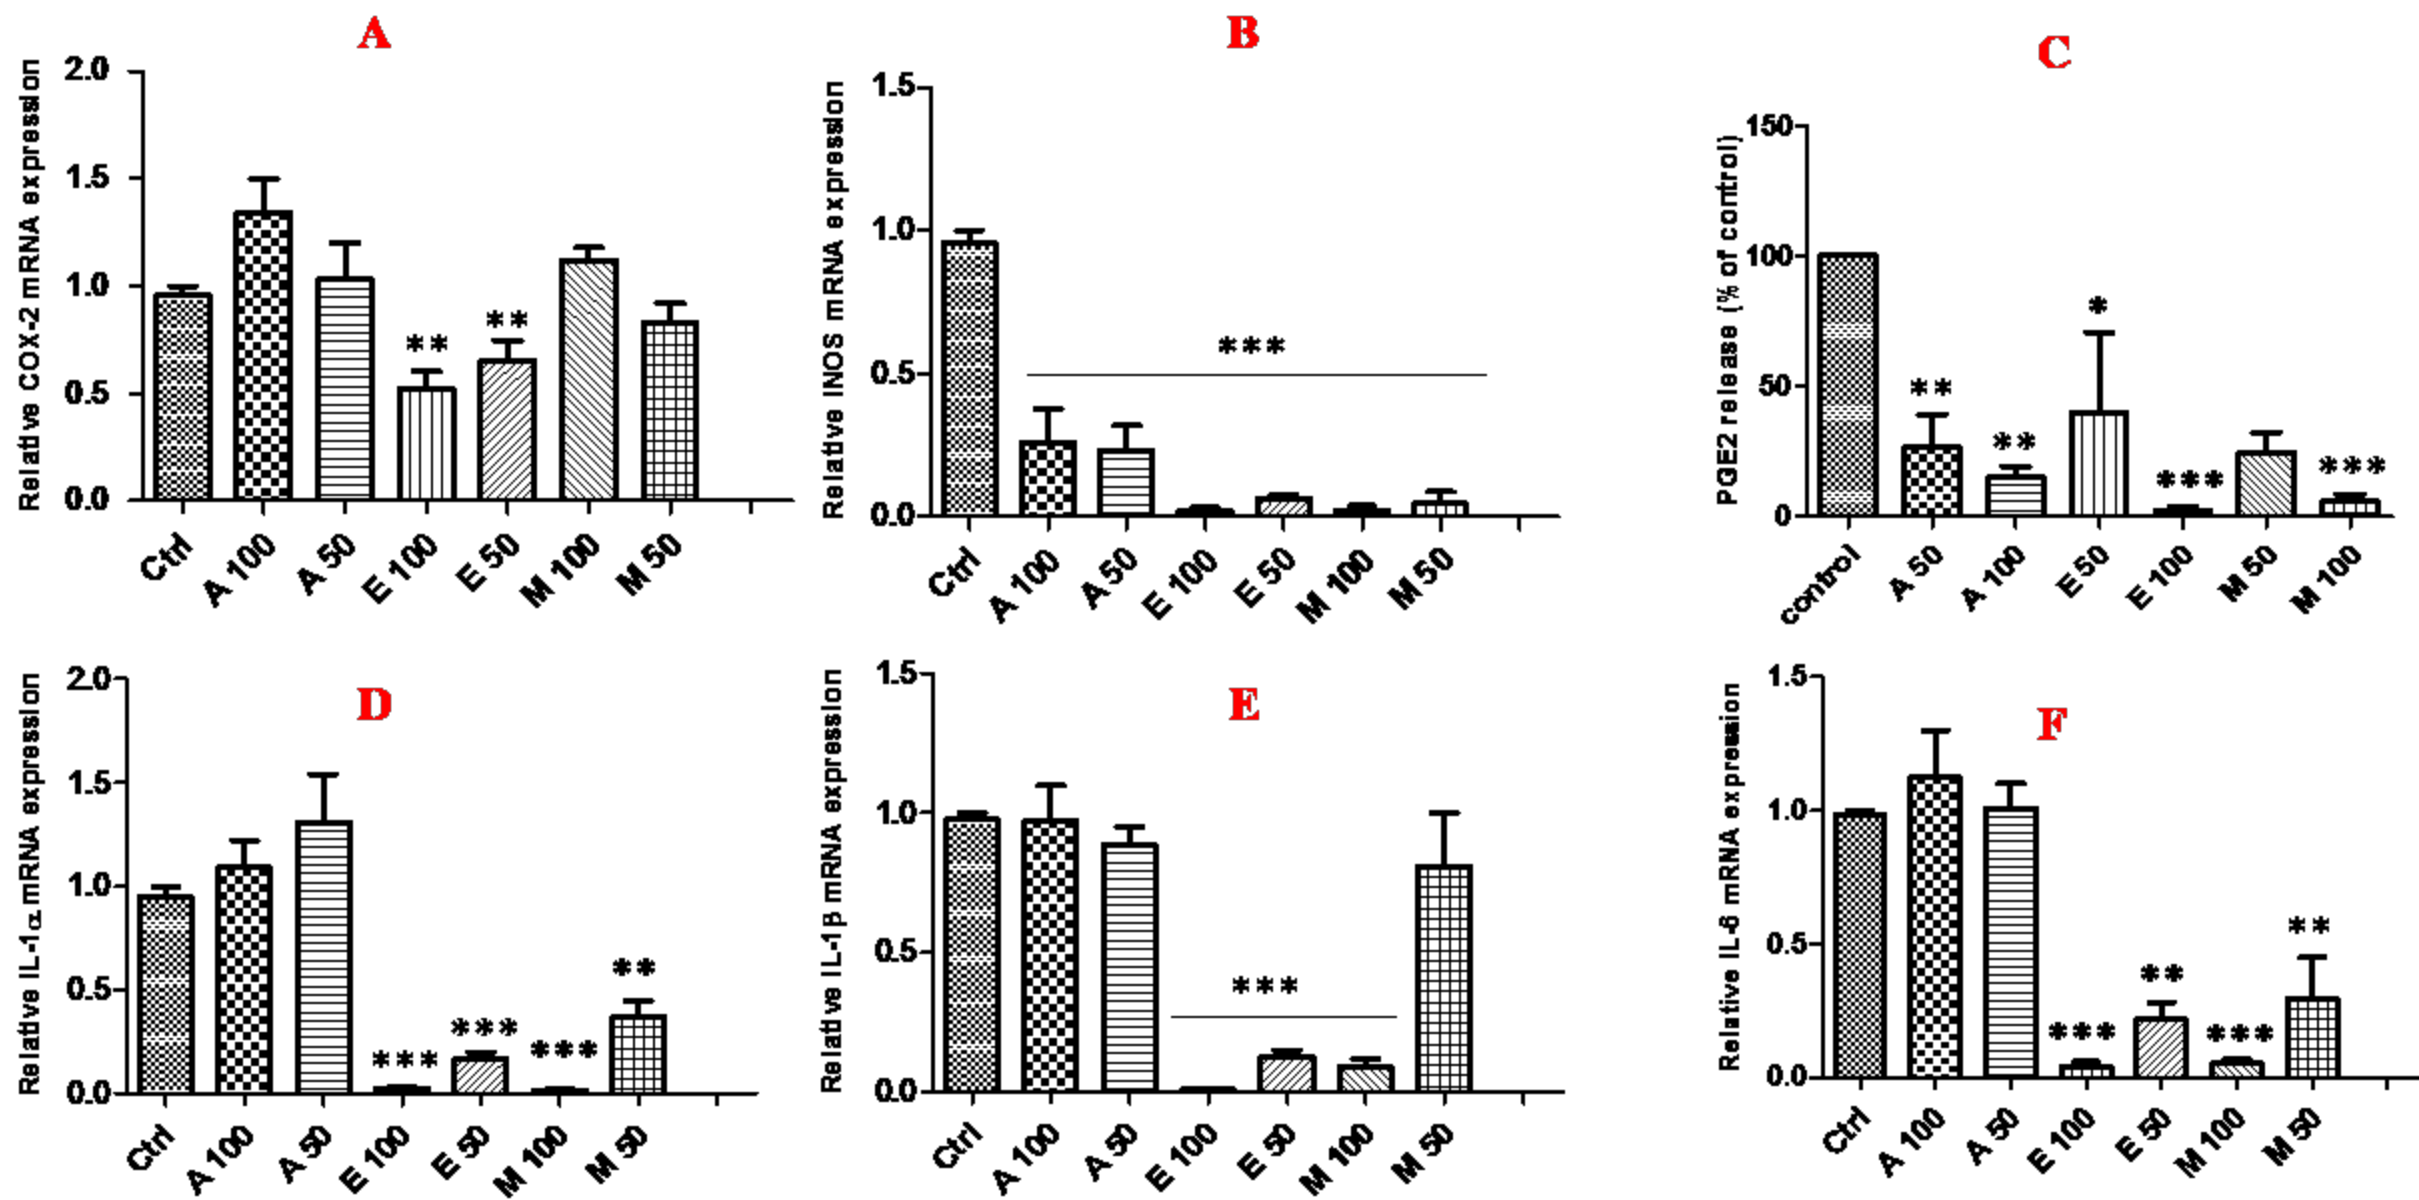 A
Relative COX-2 mRNA expression
2.0
1.5
1.0
0.5
0.0
**
**
Ctrl
A 100
A 50
E 100
E 50
M 100
M 50
B
Relative INOS mRNA expression
1.5
1.0
0.5
0.0
***
Ctrl
A 100
A 50
E 100
E 50
M 100
M 50
C
PGE2 release (% of control)
150
100
50
0
**
**
*
***
***
control
A 50
A 100
E 50
E 100
M 50
M 100
D
Relative IL-1α mRNA expression
2.0
1.5
1.0
0.5
0.0
***
***
***
**
Ctrl
A 100
A 50
E 100
E 50
M 100
M 50
E
Relative IL-1β mRNA expression
1.5
1.0
0.5
0.0
***
Ctrl
A 100
A 50
E 100
E 50
M 100
M 50
F
Relative IL-6 mRNA expression
1.5
1.0
0.5
0.0
***
**
***
**
Ctrl
A 100
A 50
E 100
E 50
M 100
M 50